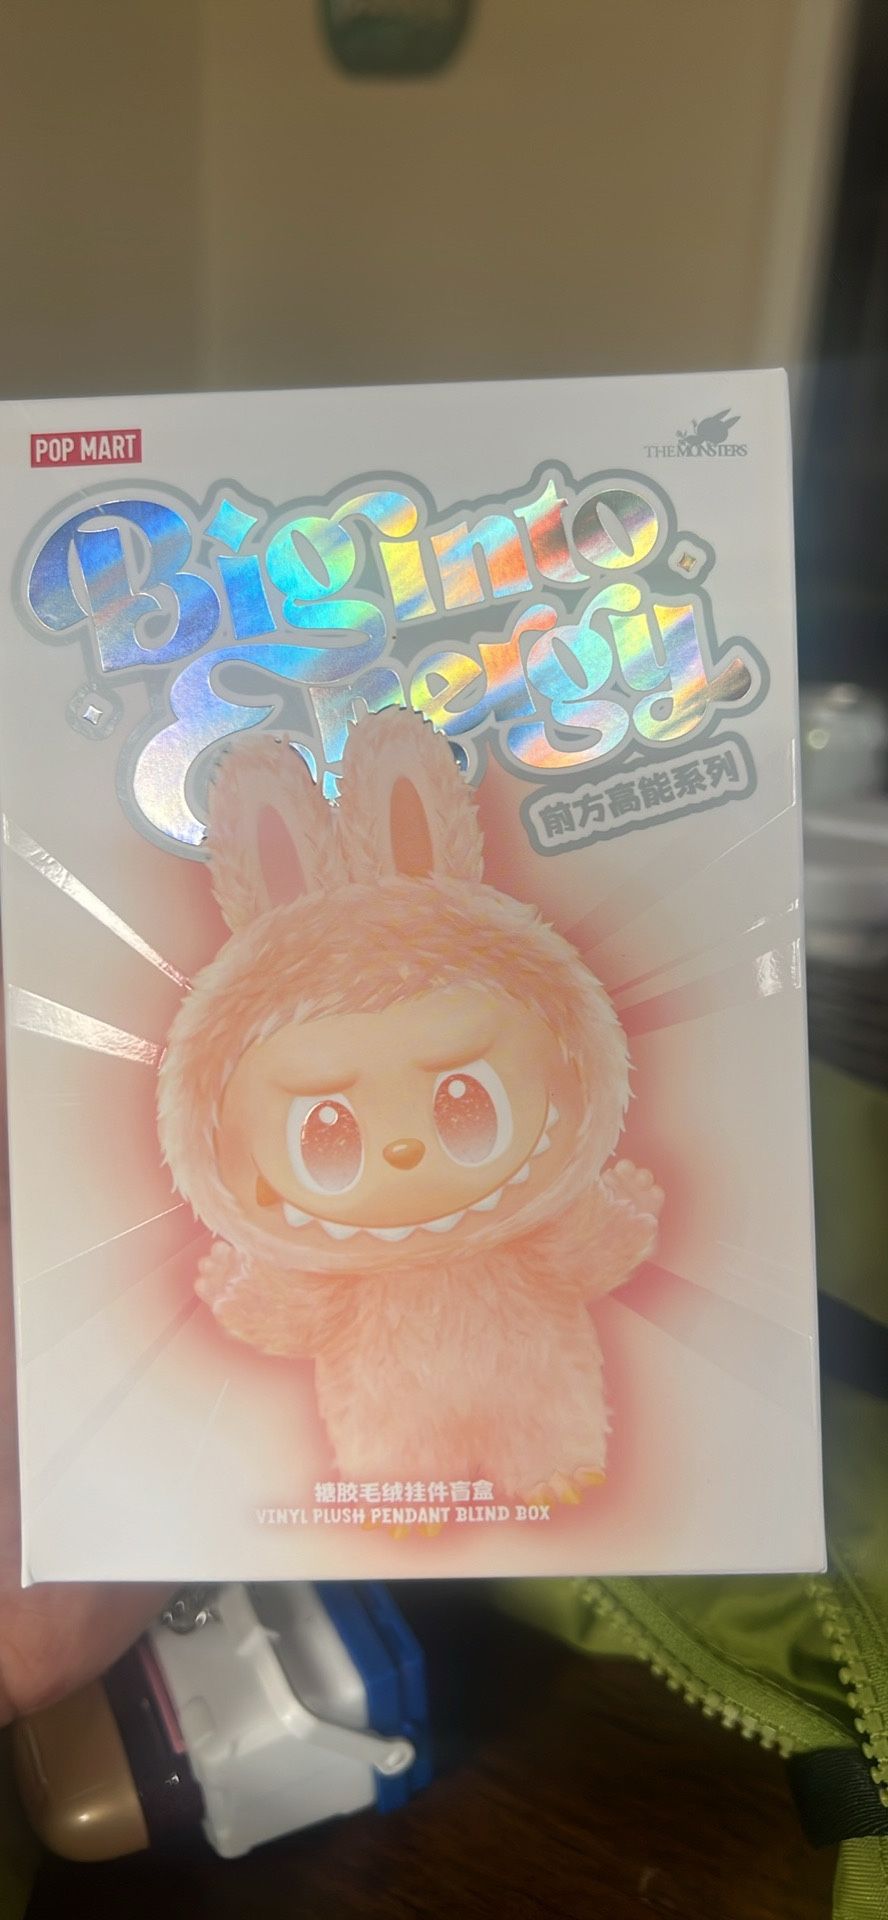 POP MART
THE MONSTERS
Big into
Energy
前方高能系列
搪胶毛绒挂件盲盒
VINYL PLUSH PENDANT BLIND BOX